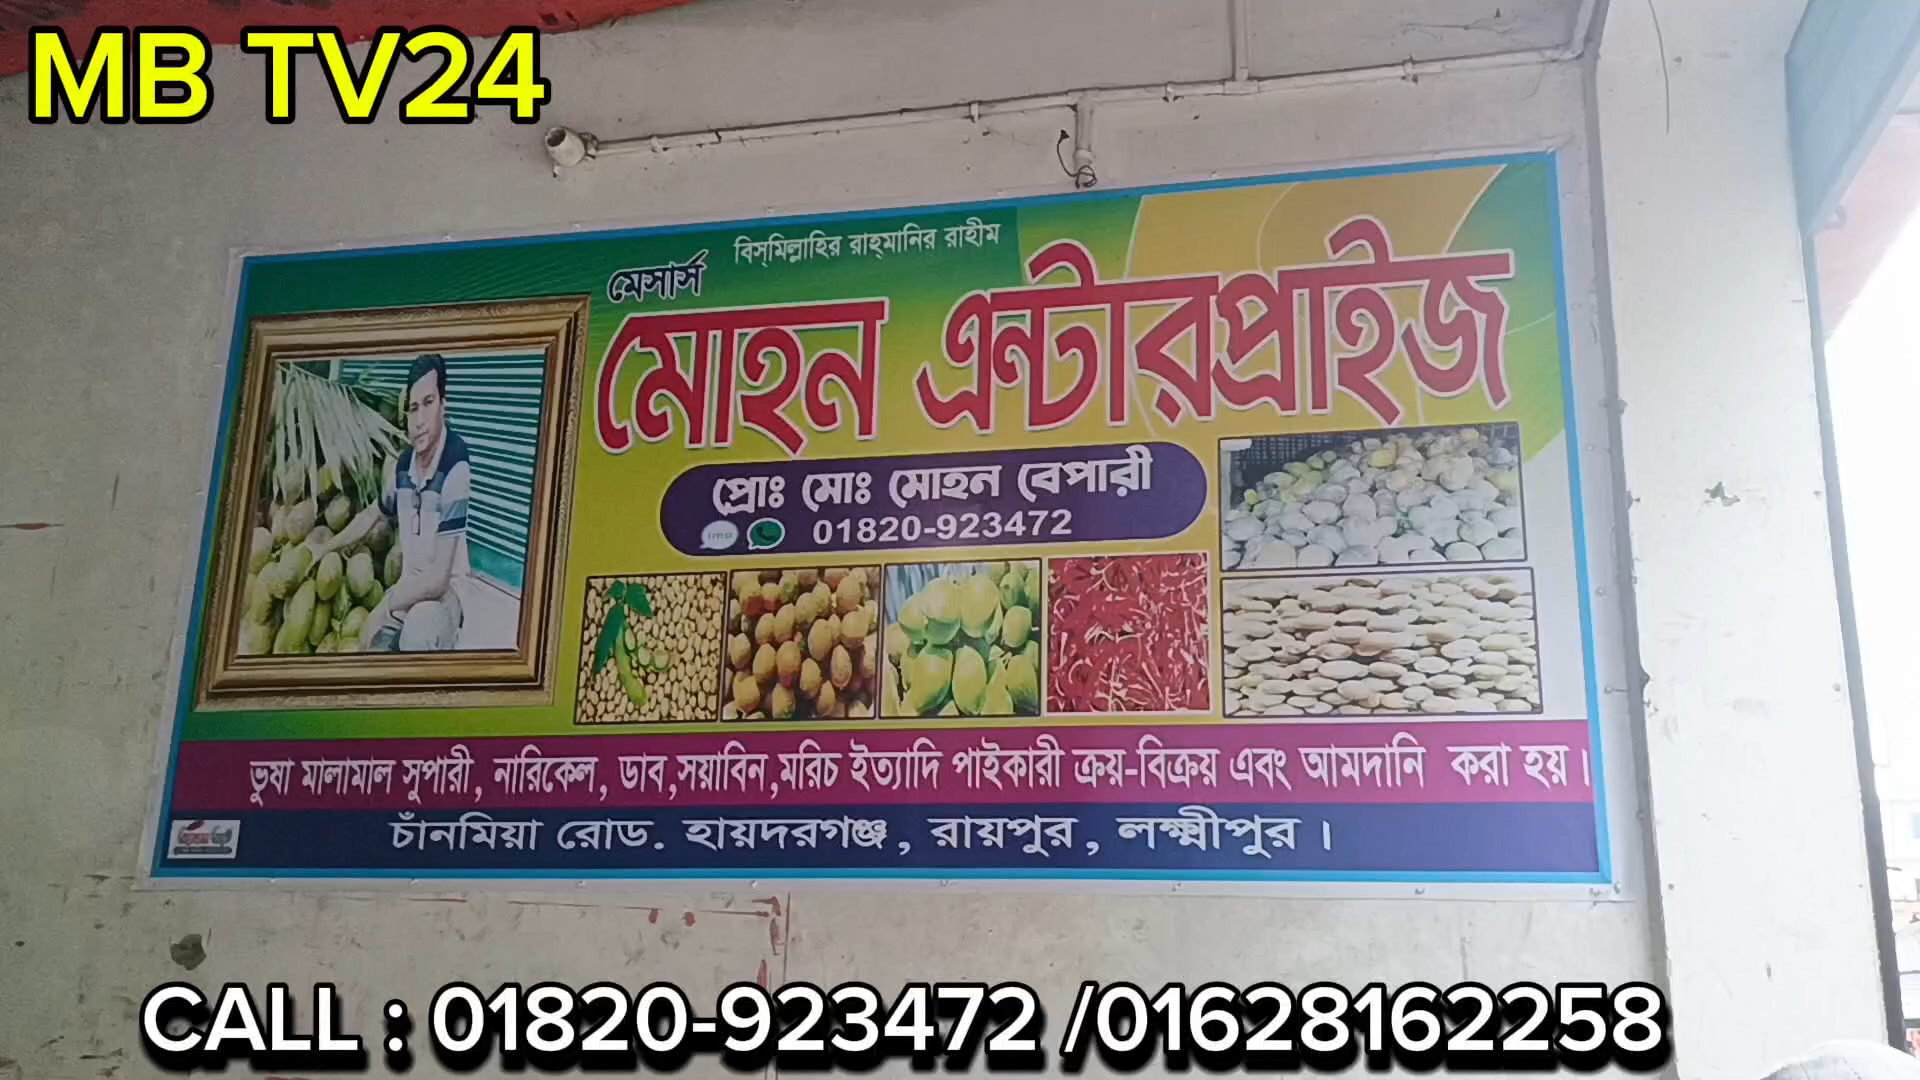 MB TV24
বিস্‌মিল্লাহির রাহ্‌মানির রাহীম
মেসার্স
মোহন এন্টারপ্রাইজ
প্রোঃ মোঃ মোহন বেপারী
imo 01820-923472
ভুষা মালামাল সুপারী, নারিকেল, ডাব,সয়াবিন,মরিচ ইত্যাদি পাইকারী ক্রয়-বিক্রয় এবং আমদানি করা হয়।
চাঁনমিয়া রোড. হায়দরগঞ্জ, রায়পুর, লক্ষ্মীপুর।
CALL : 01820-923472 /01628162258